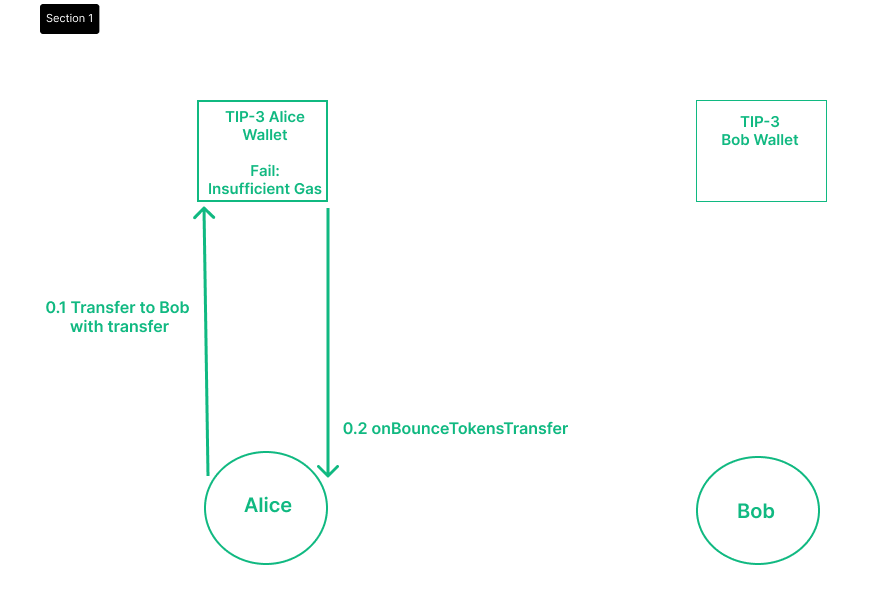 Section 1
TIP-3 Alice
Wallet
Fail:
Insufficient Gas
TIP-3
Bob Wallet
0.1 Transfer to Bob
with transfer
0.2 onBounceTokensTransfer
Alice
Bob